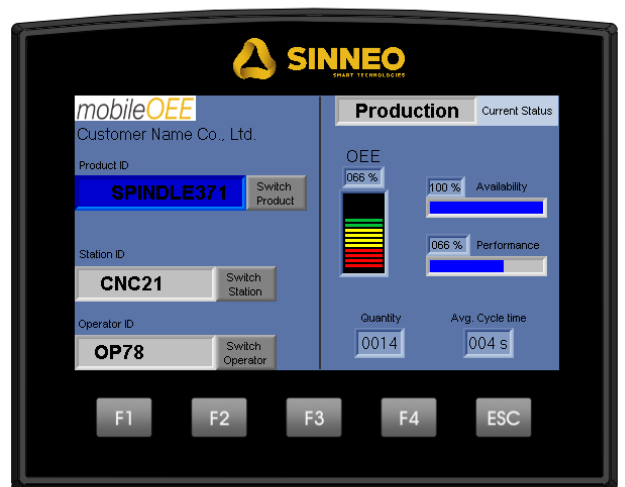 SINNEO
SMART TECHNOLOGIES
mobileOEE
Customer Name Co., Ltd.
Product ID
SPINDLE371
Switch
Product
Station ID
CNC21
Switch
Station
Operator ID
OP78
Switch
Operator
Production
Current Status
OEE
066 %
100 %
Availability
066 %
Performance
Quantity
Avg. Cycle time
0014
004 s
F1
F2
F3
F4
ESC